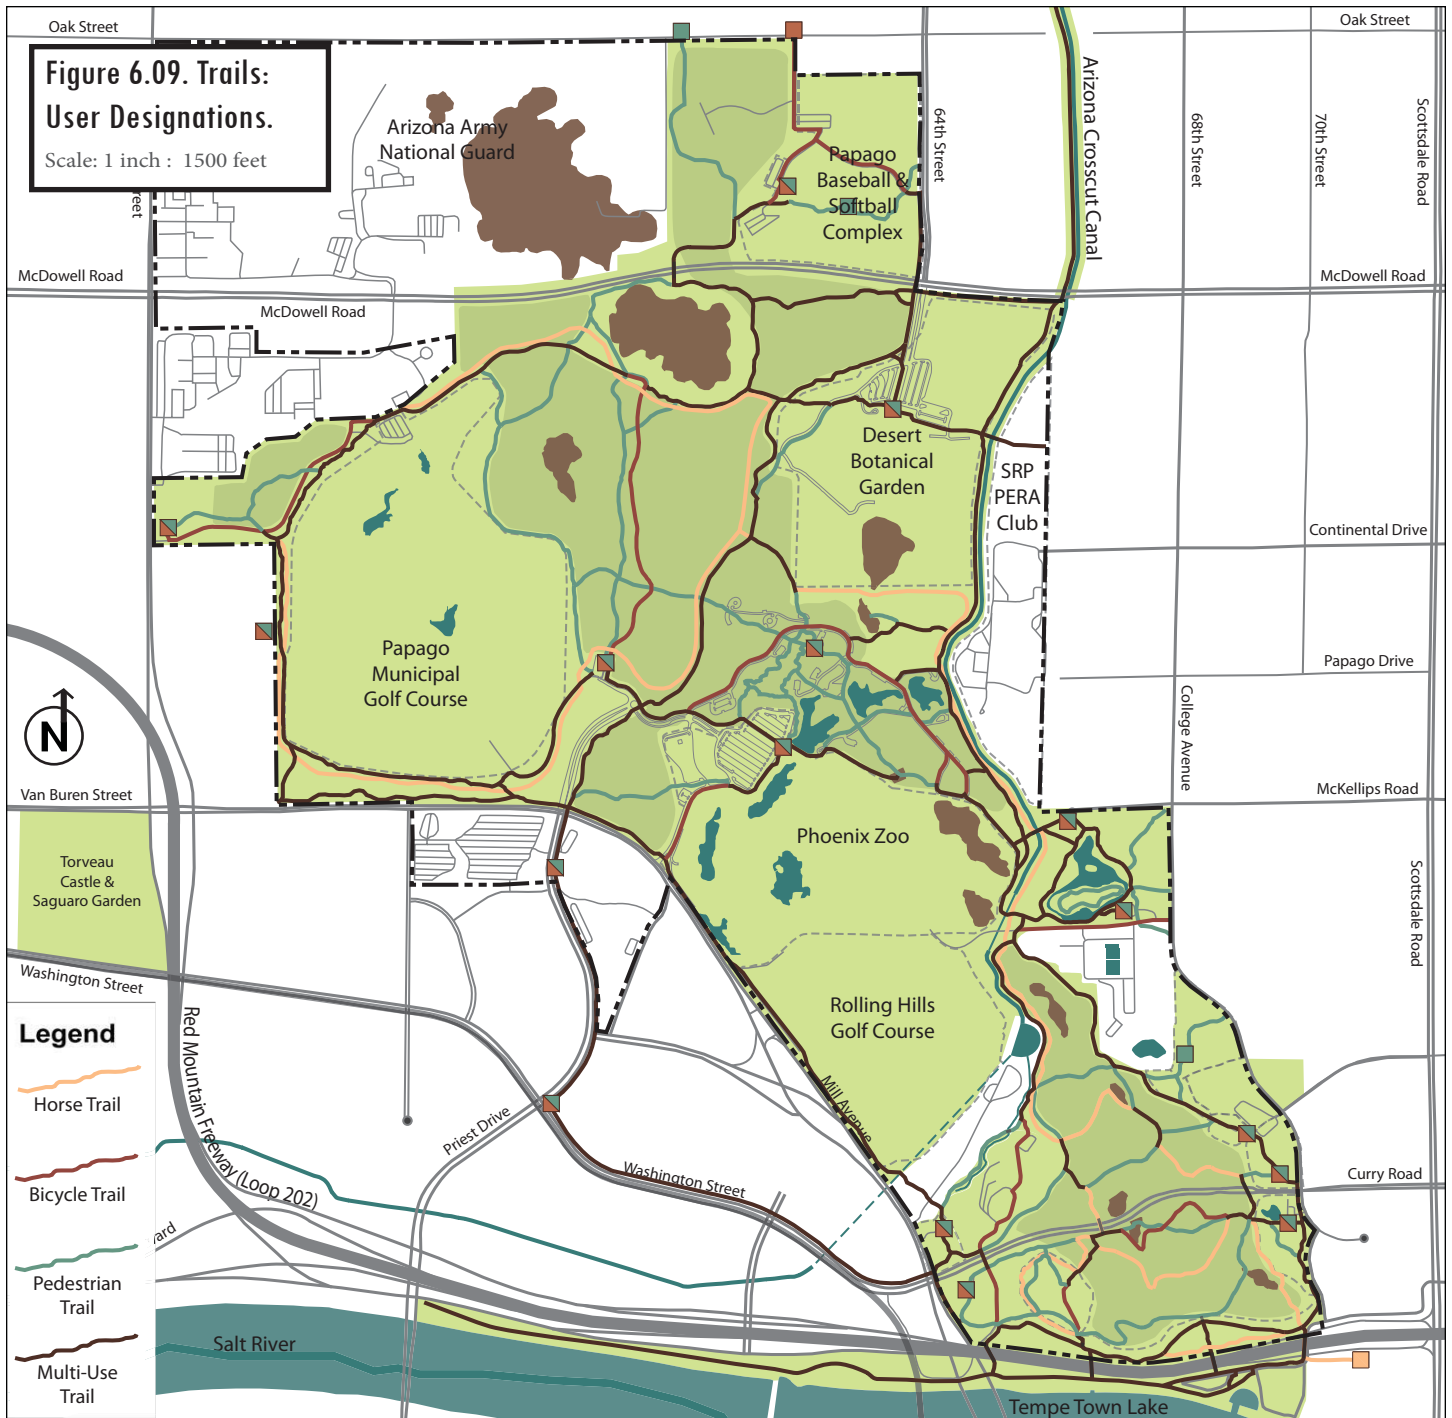 Oak Street
Oak Street
Figure 6.09. Trails:
User Designations.
Scale: 1 inch : 1500 feet
Arizona Army
National Guard
Papago
Baseball &
Softball
Complex
64th Street
Arizona Crosscut Canal
68th Street
70th Street
Scottsdale Road
McDowell Road
McDowell Road
McDowell Road
Desert
Botanical
Garden
SRP
PERA
Club
Continental Drive
Papago
Municipal
Golf Course
Papago Drive
N
College Avenue
Van Buren Street
McKellips Road
Phoenix Zoo
Torveau
Castle &
Saguaro Garden
Scottsdale Road
Washington Street
Rolling Hills
Golf Course
Red Mountain Freeway (Loop 202)
Mill Avenue
Priest Drive
Washington Street
Curry Road
Legend
Horse Trail
Bicycle Trail
Pedestrian
Trail
Multi-Use
Trail
Salt River
Tempe Town Lake